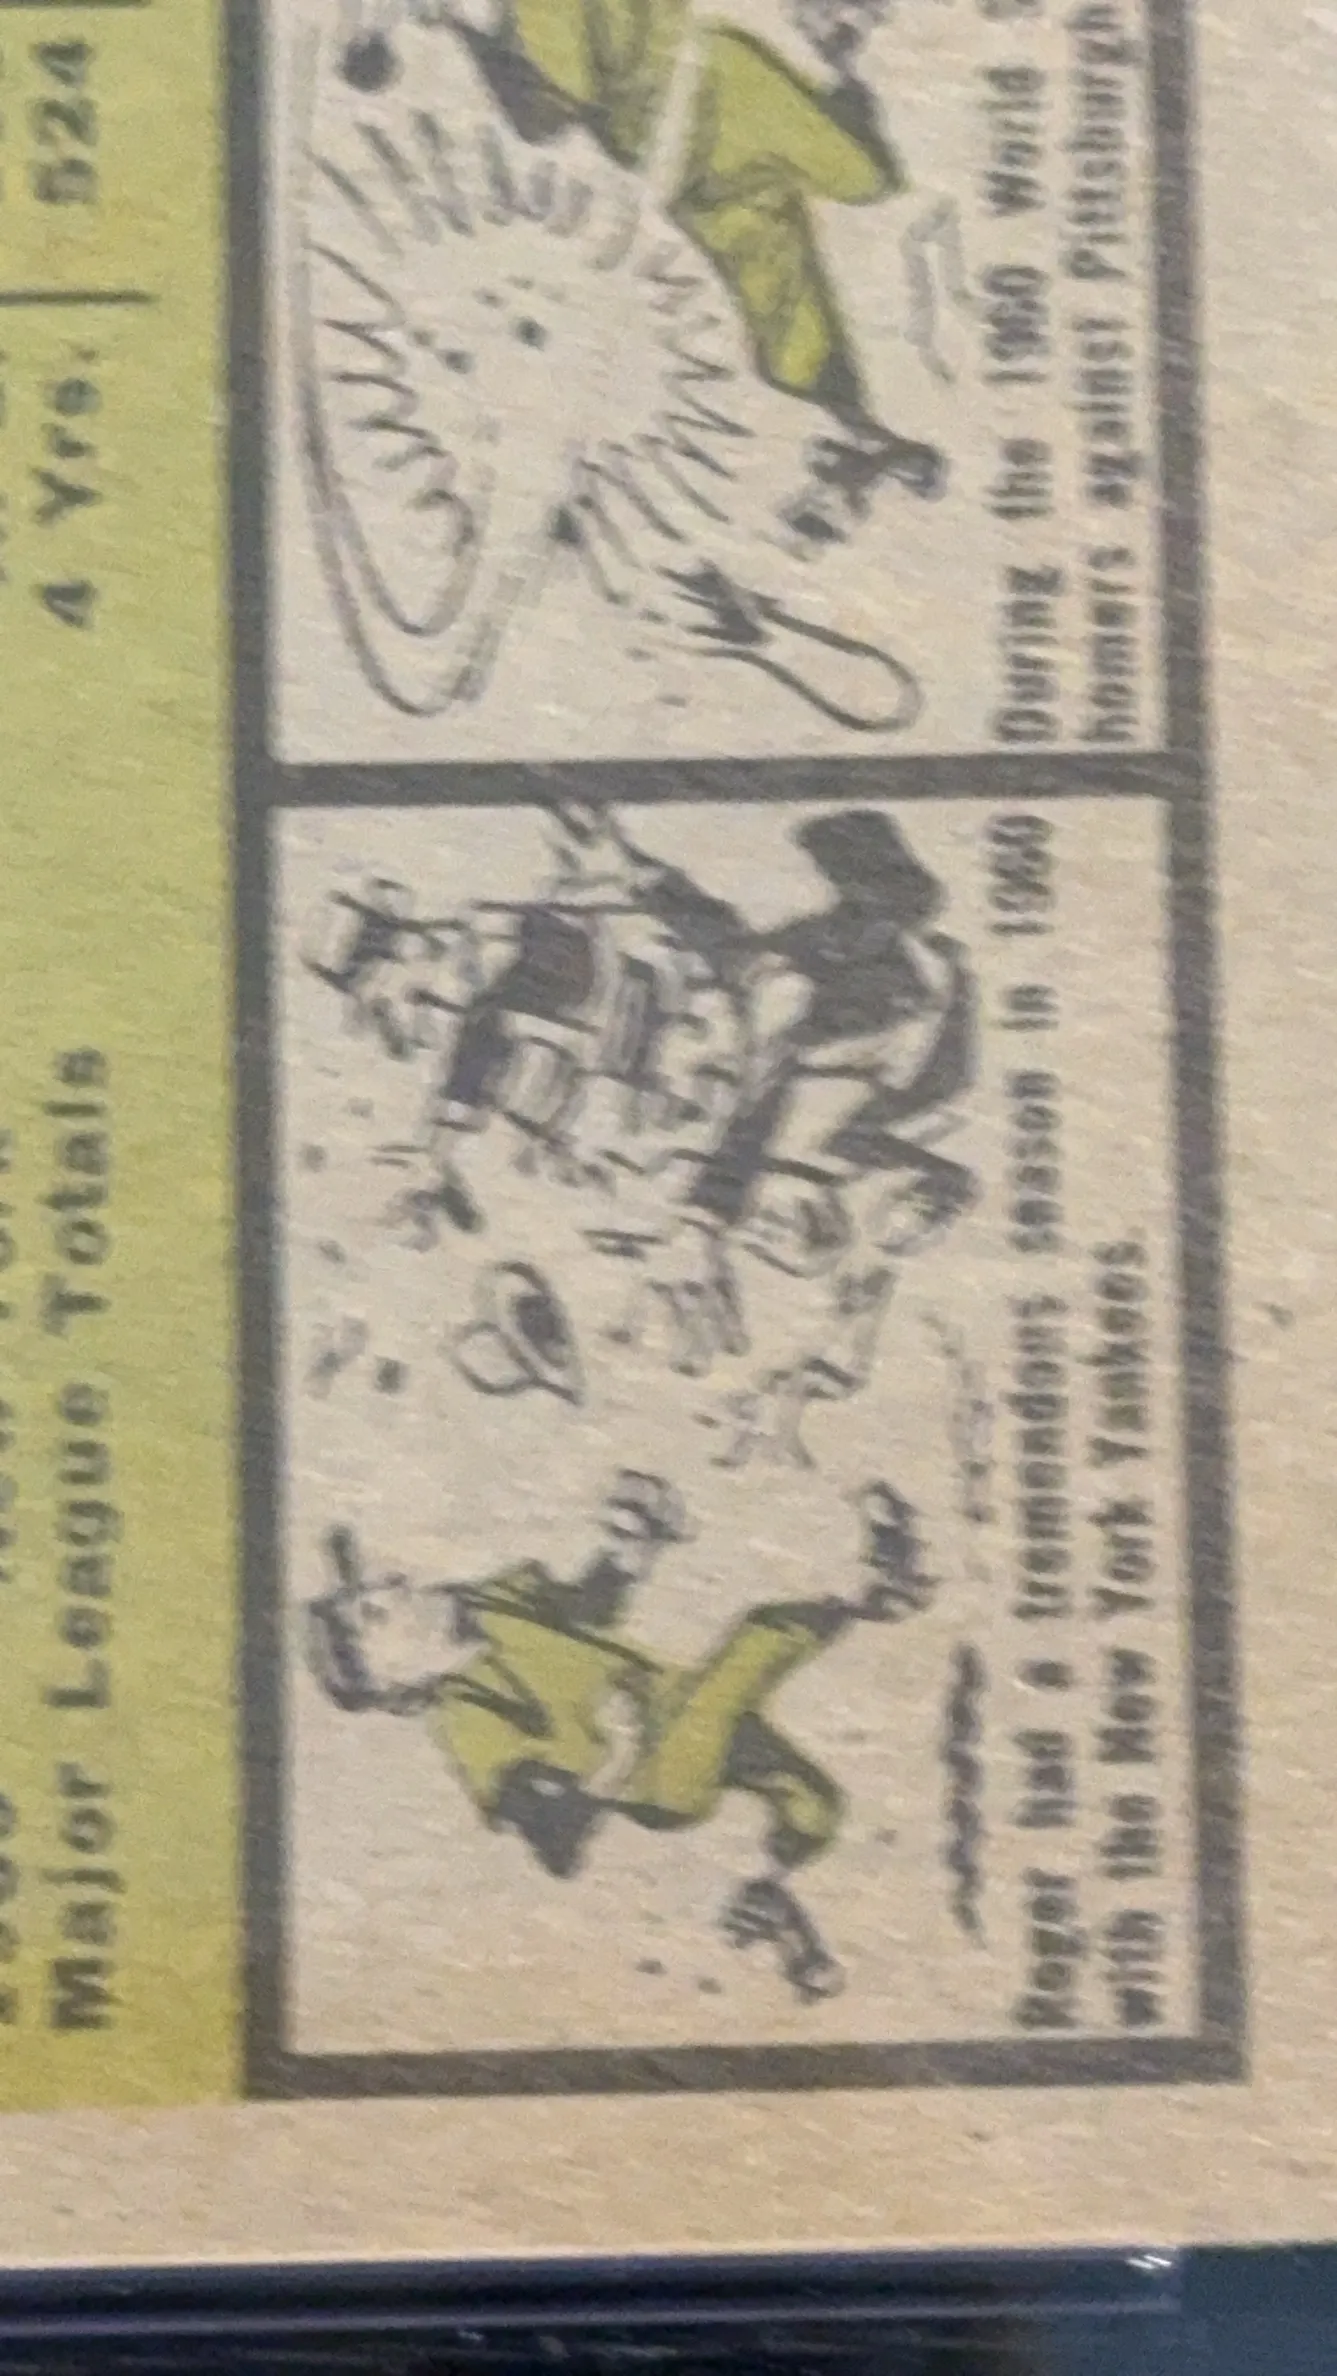 Major League Totals 4 Yrs. 524
Roger had a tremendous season in 1960
with the New York Yankees.
During the 1960 World
homers against Pittsburgh